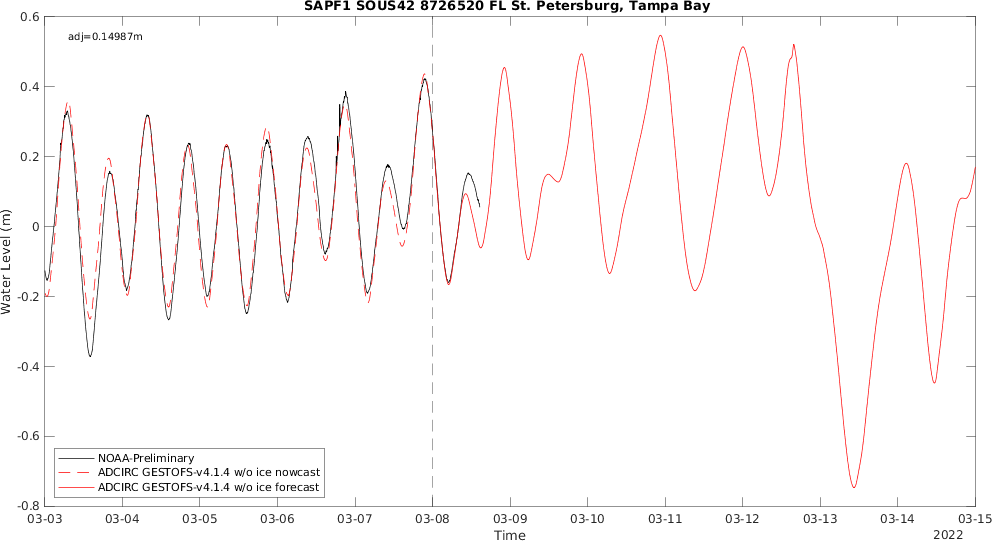 SAPF1 SOUS42 8726520 FL St. Petersburg, Tampa Bay
adj=0.14987m
0.6
0.4
0.2
0
-0.2
-0.4
-0.6
-0.8
Water Level (m)
NOAA-Preliminary
ADCIRC GESTOFS-v4.1.4 w/o ice nowcast
ADCIRC GESTOFS-v4.1.4 w/o ice forecast
03-03 03-04 03-05 03-06 03-07 03-08 03-09 03-10 03-11 03-12 03-13 03-14 03-15
Time
2022